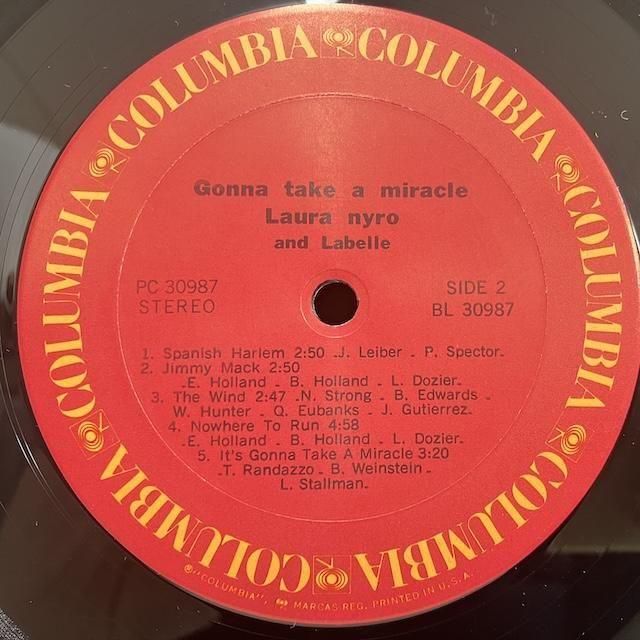 COLUMBIA COLUMBIA COLUMBIA COLUMBIA COLUMBIA COLUMBIA COLUMBIA COLUMBIA
Gonna take a miracle
Laura nyro
and Labelle
PC 30987 SIDE 2
STEREO BL 30987
1. Spanish Harlem 2:50 - J. Leiber - P. Spector-
2. Jimmy Mack 2:50
-E. Holland - B. Holland - L. Dozier-
3. The Wind 2:47 - N. Strong - B. Edwards -
W. Hunter - Q. Eubanks - J. Gutierrez-
4. Nowhere To Run 4:58
-E. Holland - B. Holland - L. Dozier-
5. It's Gonna Take A Miracle 3:20
-T. Randazzo - B. Weinstein -
L. Stallman-
℗"COLUMBIA", MARCAS REG. PRINTED IN U.S.A.